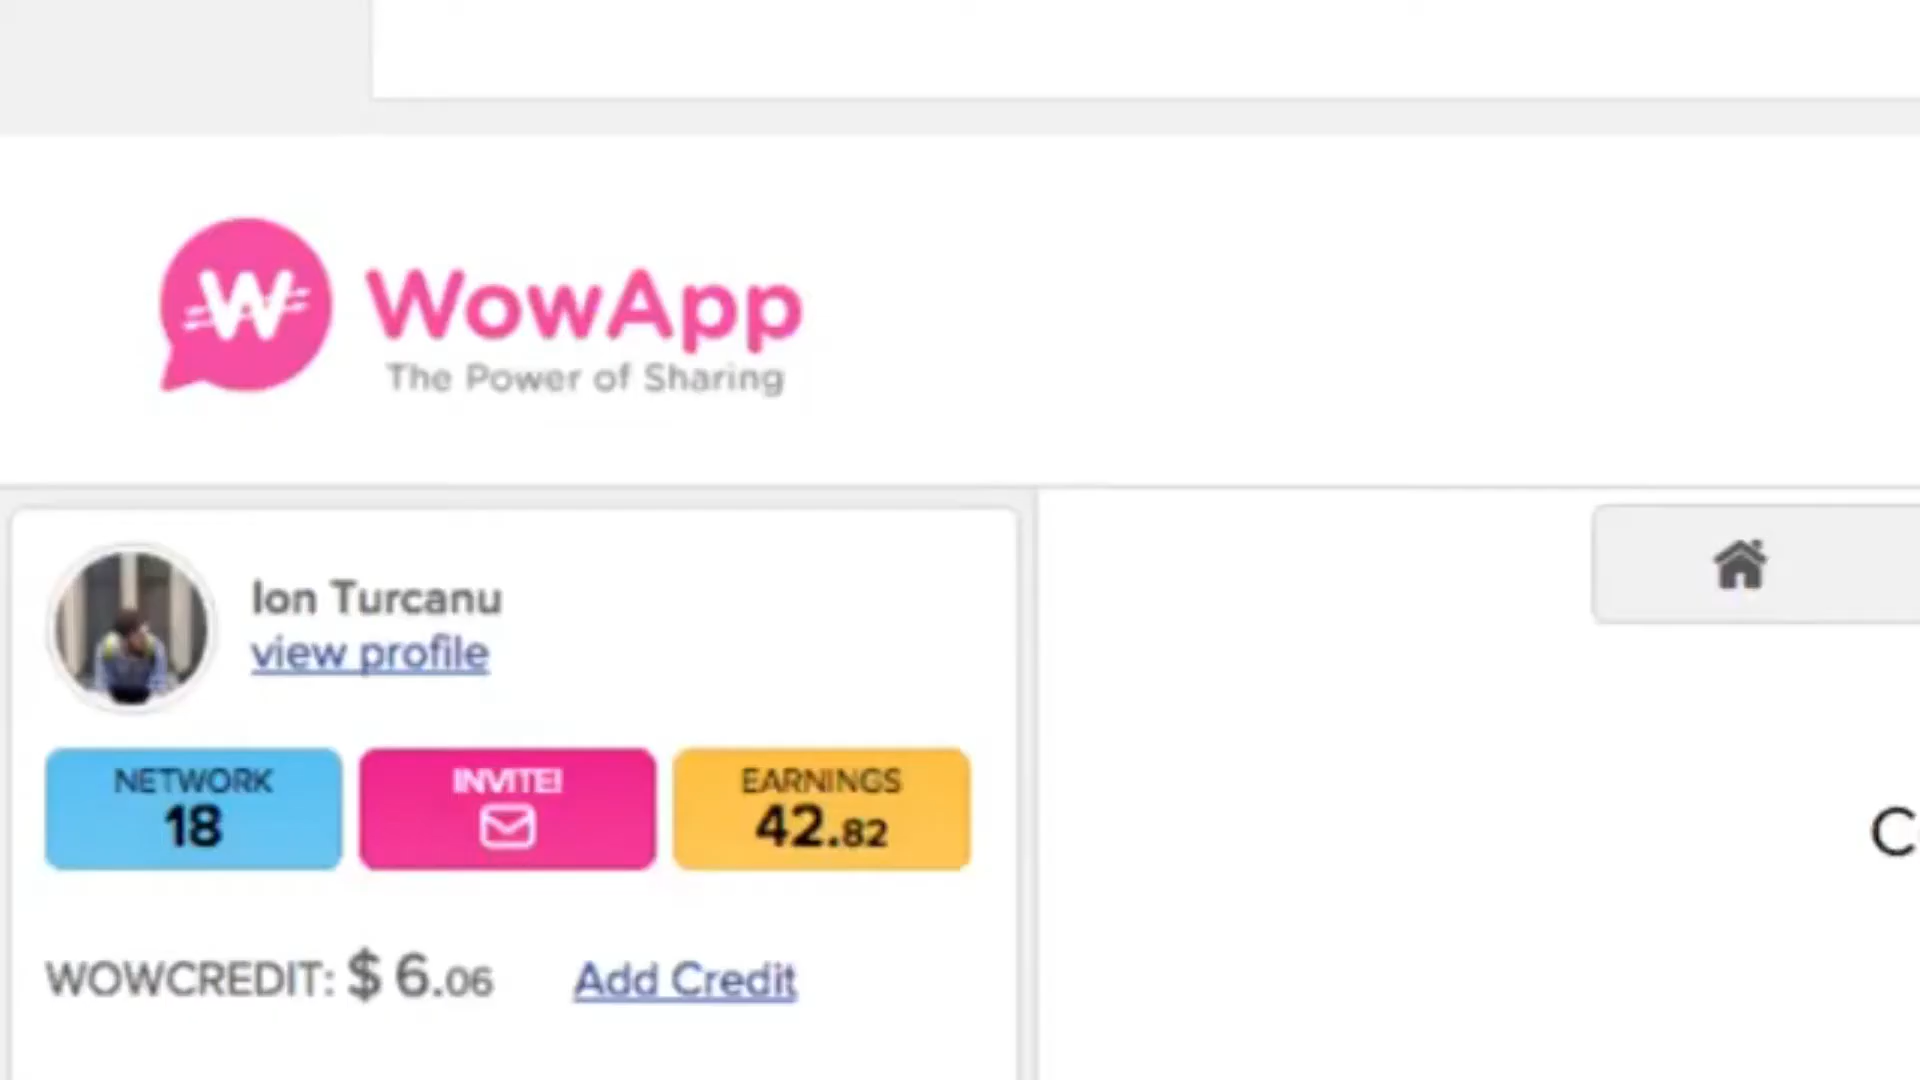 WowApp
The Power of Sharing
Ion Turcanu
view profile
NETWORK
18
INVITE!
EARNINGS
42.82
WOWCREDIT: $ 6.06
Add Credit